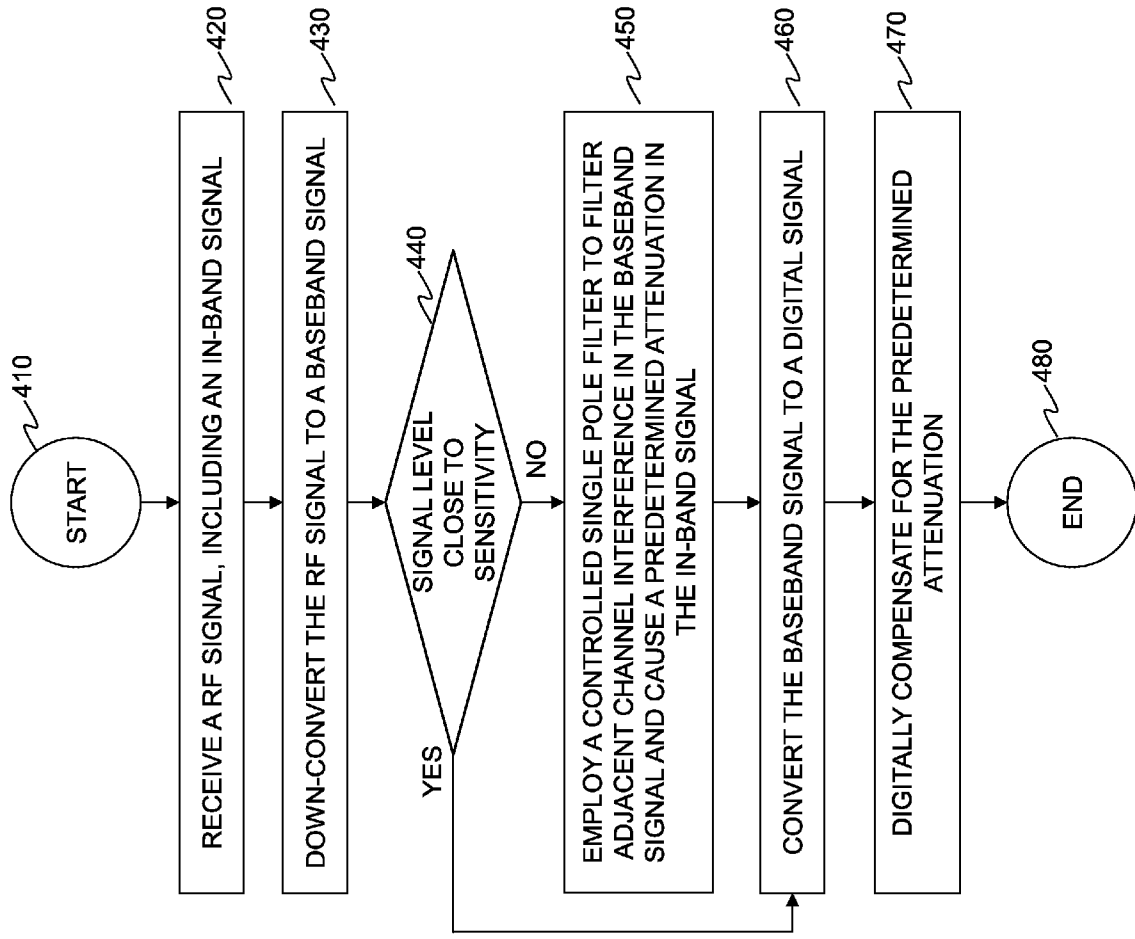 410
START
420
RECEIVE A RF SIGNAL, INCLUDING AN IN-BAND SIGNAL
430
DOWN-CONVERT THE RF SIGNAL TO A BASEBAND SIGNAL
440
SIGNAL LEVEL
CLOSE TO
SENSITIVITY
YES
NO
450
EMPLOY A CONTROLLED SINGLE POLE FILTER TO FILTER
ADJACENT CHANNEL INTERFERENCE IN THE BASEBAND
SIGNAL AND CAUSE A PREDETERMINED ATTENUATION IN
THE IN-BAND SIGNAL
460
CONVERT THE BASEBAND SIGNAL TO A DIGITAL SIGNAL
470
DIGITALLY COMPENSATE FOR THE PREDETERMINED
ATTENUATION
480
END